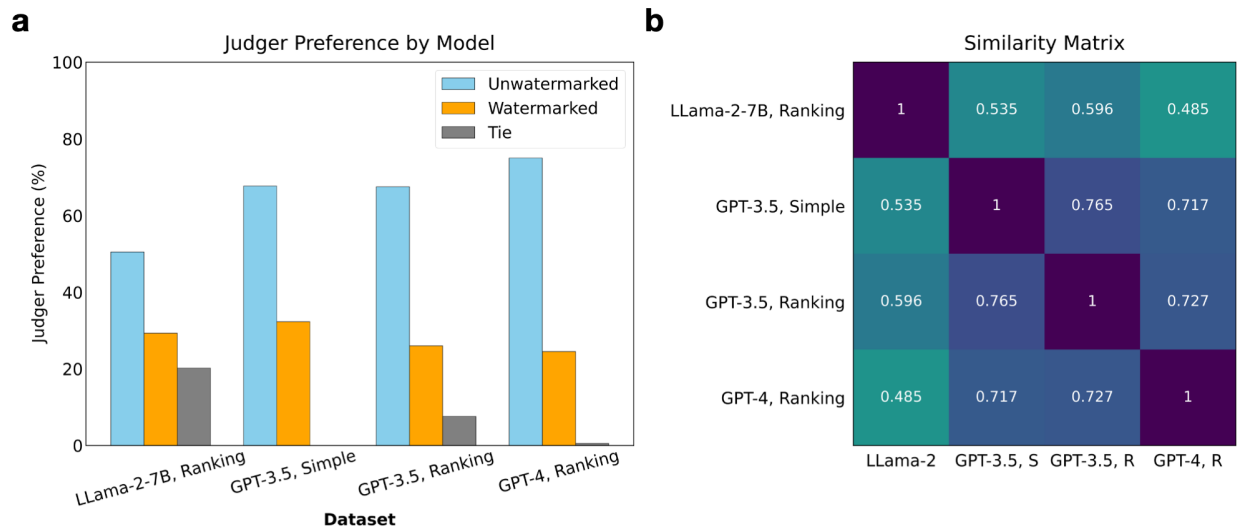 a
Judger Preference by Model
Judger Preference (%)
100
80
60
40
20
0
Unwatermarked
Watermarked
Tie
LLama-2-7B, Ranking
GPT-3.5, Simple
GPT-3.5, Ranking
GPT-4, Ranking
Dataset
b
Similarity Matrix
LLama-2-7B, Ranking
1 0.535 0.596 0.485
GPT-3.5, Simple
0.535 1 0.765 0.717
GPT-3.5, Ranking
0.596 0.765 1 0.727
GPT-4, Ranking
0.485 0.717 0.727 1
LLama-2 GPT-3.5, S GPT-3.5, R GPT-4, R